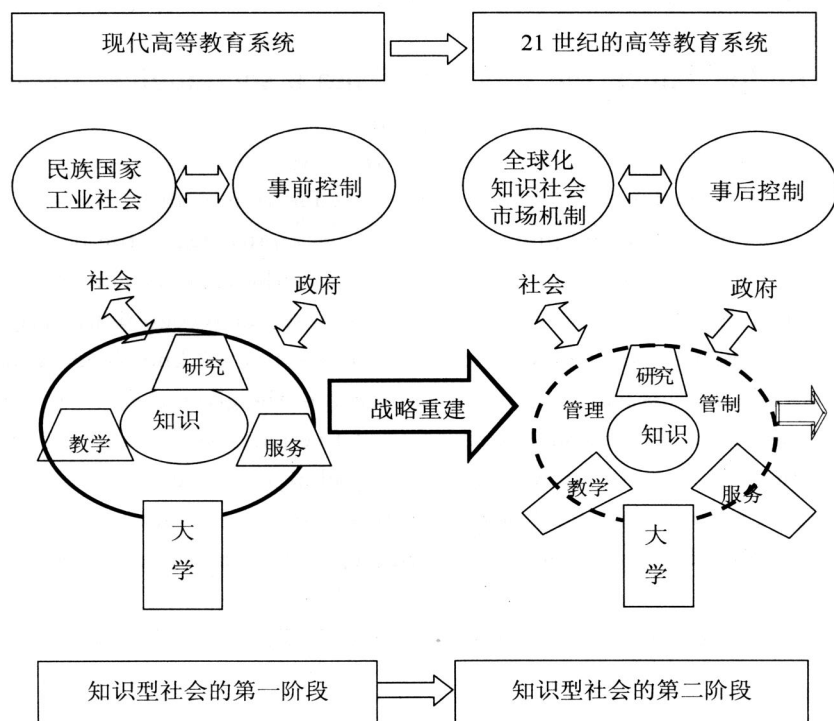 现代高等教育系统
21 世纪的高等教育系统
民族国家
工业社会
事前控制
全球化
知识社会
市场机制
事后控制
社会
政府
社会
政府
研究
知识
教学
服务
大
学
战略重建
研究
管理
管制
知识
教学
服务
大
学
知识型社会的第一阶段
知识型社会的第二阶段